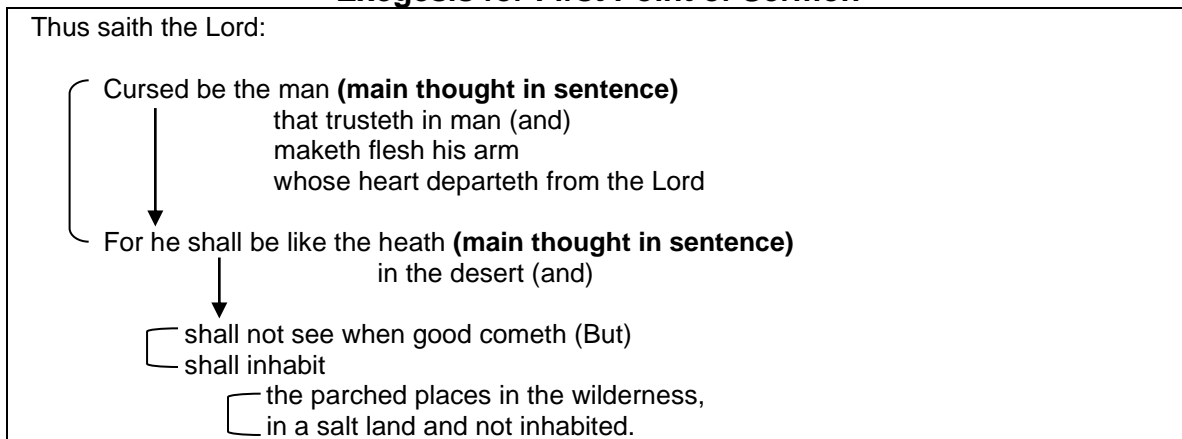 Exegesis for First Point of Sermon
Thus saith the Lord:
Cursed be the man (main thought in sentence)
that trusteth in man (and)
maketh flesh his arm
whose heart departeth from the Lord
For he shall be like the heath (main thought in sentence)
in the desert (and)
shall not see when good cometh (But)
shall inhabit
the parched places in the wilderness,
in a salt land and not inhabited.